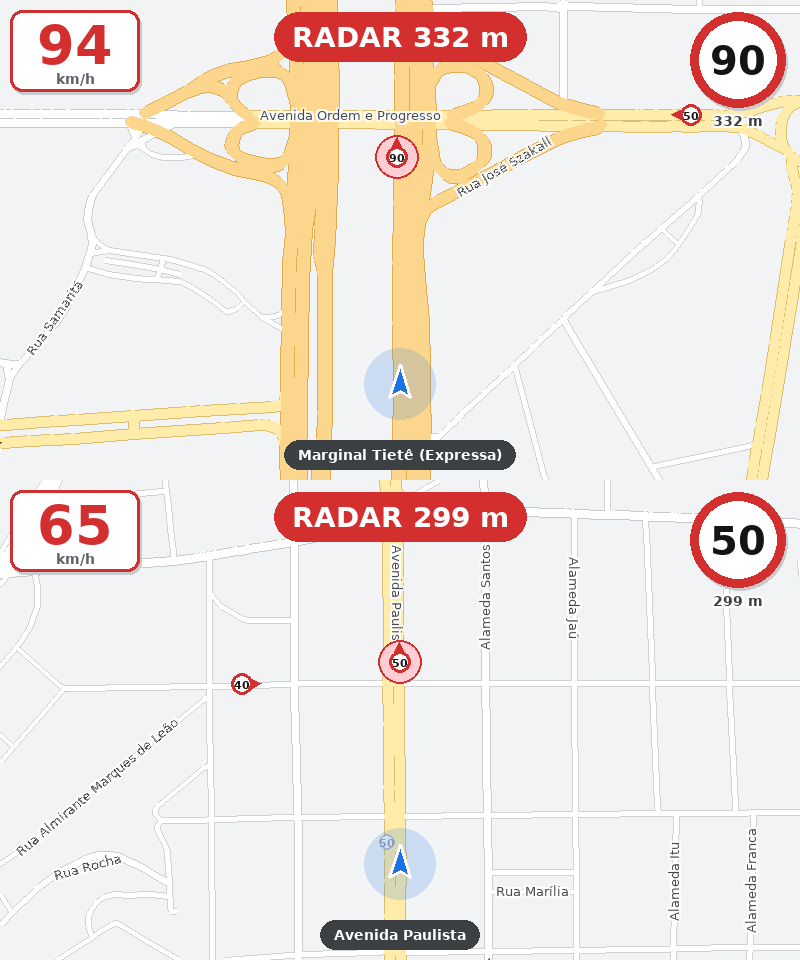 94
km/h
RADAR 332 m
90
332 m
Avenida Ordem e Progresso
50
90
Rua José Szakall
Rua Samaritá
Marginal Tietê (Expressa)
65
km/h
RADAR 299 m
50
299 m
Avenida Paulis
Alameda Santos
Alameda Jaú
50
40
Rua Almirante Marques de Leão
50
Rua Rocha
Rua Marília
Alameda Itu
Alameda Franca
Avenida Paulista